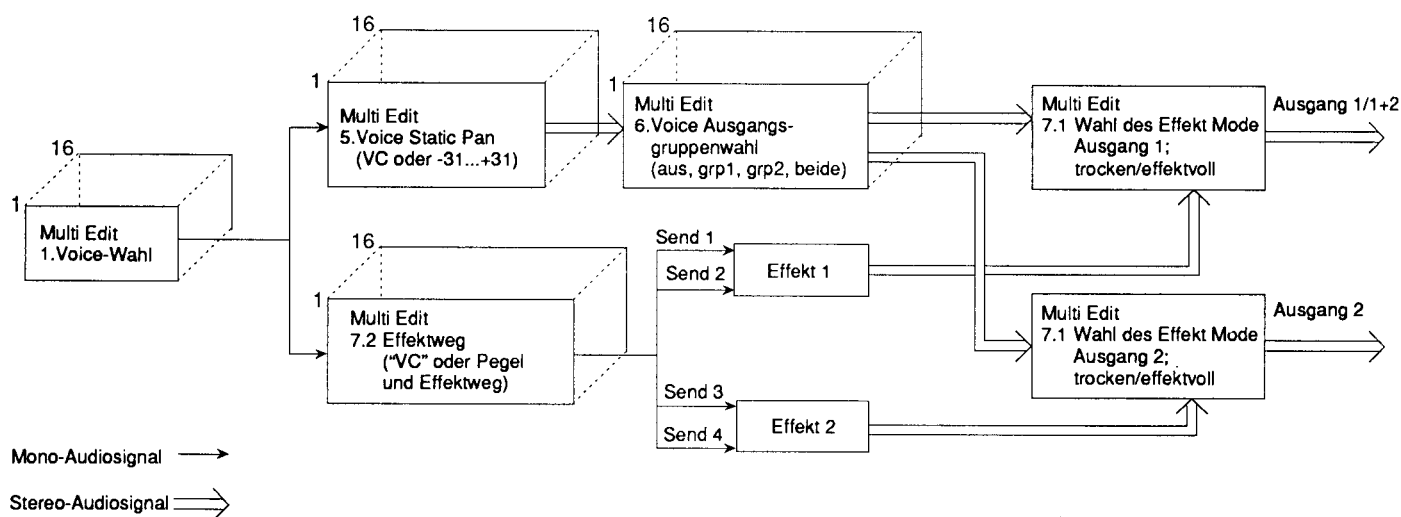 16
1
Multi Edit
1.Voice-Wahl
16
1
Multi Edit
5.Voice Static Pan
(VC oder -31...+31)
16
1
Multi Edit
6.Voice Ausgangs-
gruppenwahl
(aus, grp1, grp2, beide)
Multi Edit
7.1 Wahl des Effekt Mode
Ausgang 1;
trocken/effektvoll
Ausgang 1/1+2
16
1
Multi Edit
7.2 Effektweg
("VC" oder Pegel
und Effektweg)
Send 1
Send 2
Effekt 1
Send 3
Send 4
Effekt 2
Multi Edit
7.1 Wahl des Effekt Mode
Ausgang 2;
trocken/effektvoll
Ausgang 2
Mono-Audiosignal
Stereo-Audiosignal